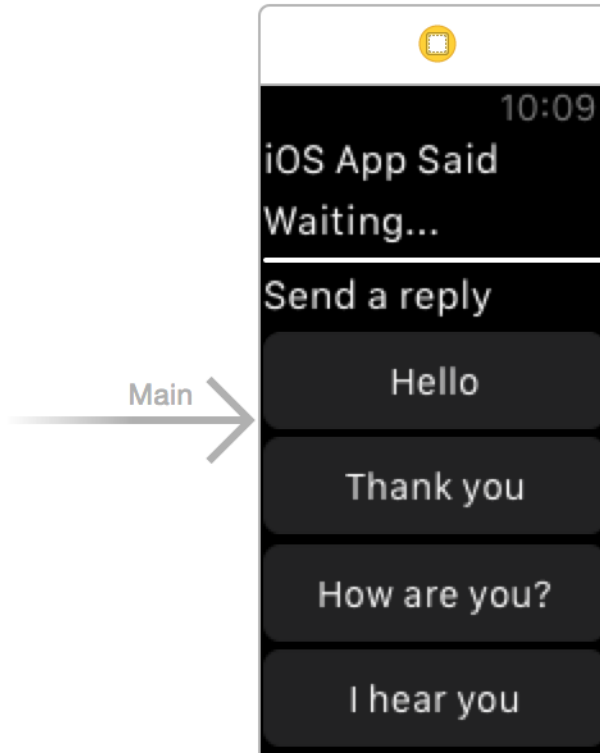 10:09
iOS App Said
Waiting...
Send a reply
Main
Hello
Thank you
How are you?
I hear you